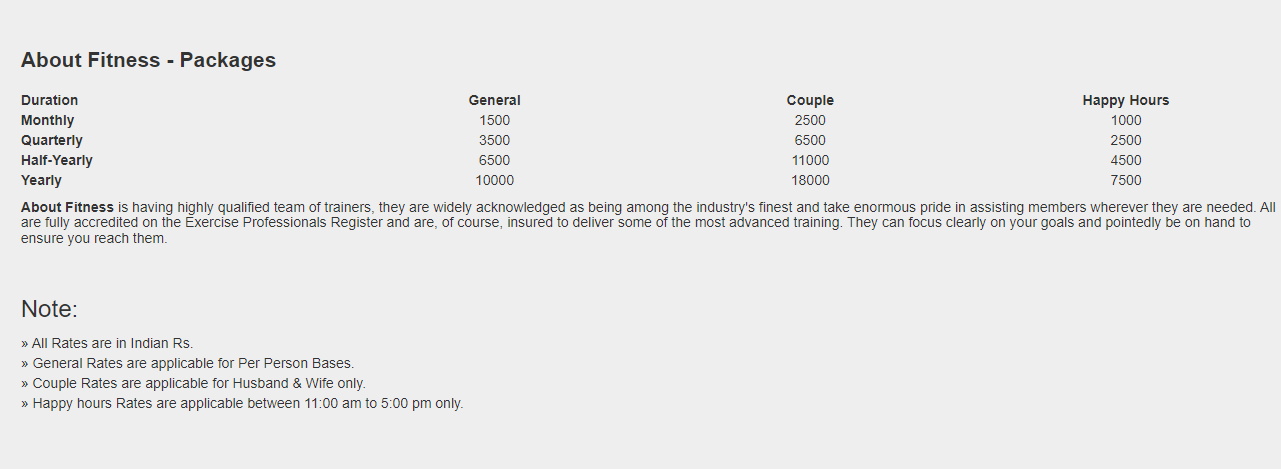 About Fitness - Packages
Duration General Couple Happy Hours
Monthly 1500 2500 1000
Quarterly 3500 6500 2500
Half-Yearly 6500 11000 4500
Yearly 10000 18000 7500
About Fitness is having highly qualified team of trainers, they are widely acknowledged as being among the industry's finest and take enormous pride in assisting members wherever they are needed. All
are fully accredited on the Exercise Professionals Register and are, of course, insured to deliver some of the most advanced training. They can focus clearly on your goals and pointedly be on hand to
ensure you reach them.
Note:
» All Rates are in Indian Rs.
» General Rates are applicable for Per Person Bases.
» Couple Rates are applicable for Husband & Wife only.
» Happy hours Rates are applicable between 11:00 am to 5:00 pm only.